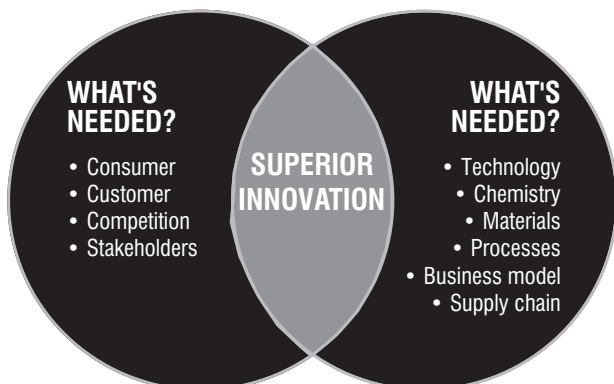 WHAT'S
NEEDED?
• Consumer
• Customer
• Competition
• Stakeholders
SUPERIOR
INNOVATION
WHAT'S
NEEDED?
• Technology
• Chemistry
• Materials
• Processes
• Business model
• Supply chain